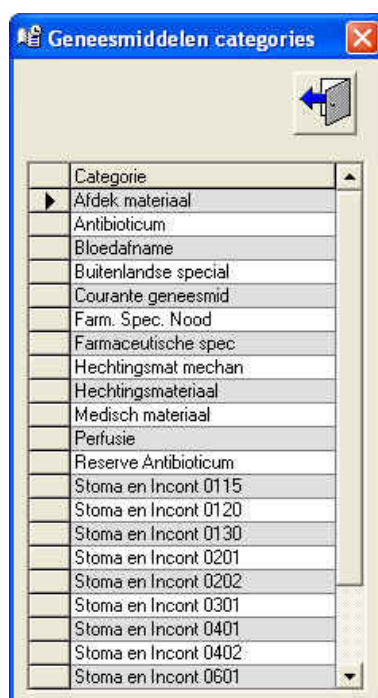 Geneesmiddelen categories
Categorie
Afdek materiaal
Antibioticum
Bloedafname
Buitenlandse special
Courante geneesmid
Farm. Spec. Nood
Farmaceutische spec
Hechtingsmat mechan
Hechtingsmateriaal
Medisch materiaal
Perfusie
Reserve Antibioticum
Stoma en Incont 0115
Stoma en Incont 0120
Stoma en Incont 0130
Stoma en Incont 0201
Stoma en Incont 0202
Stoma en Incont 0301
Stoma en Incont 0401
Stoma en Incont 0402
Stoma en Incont 0601